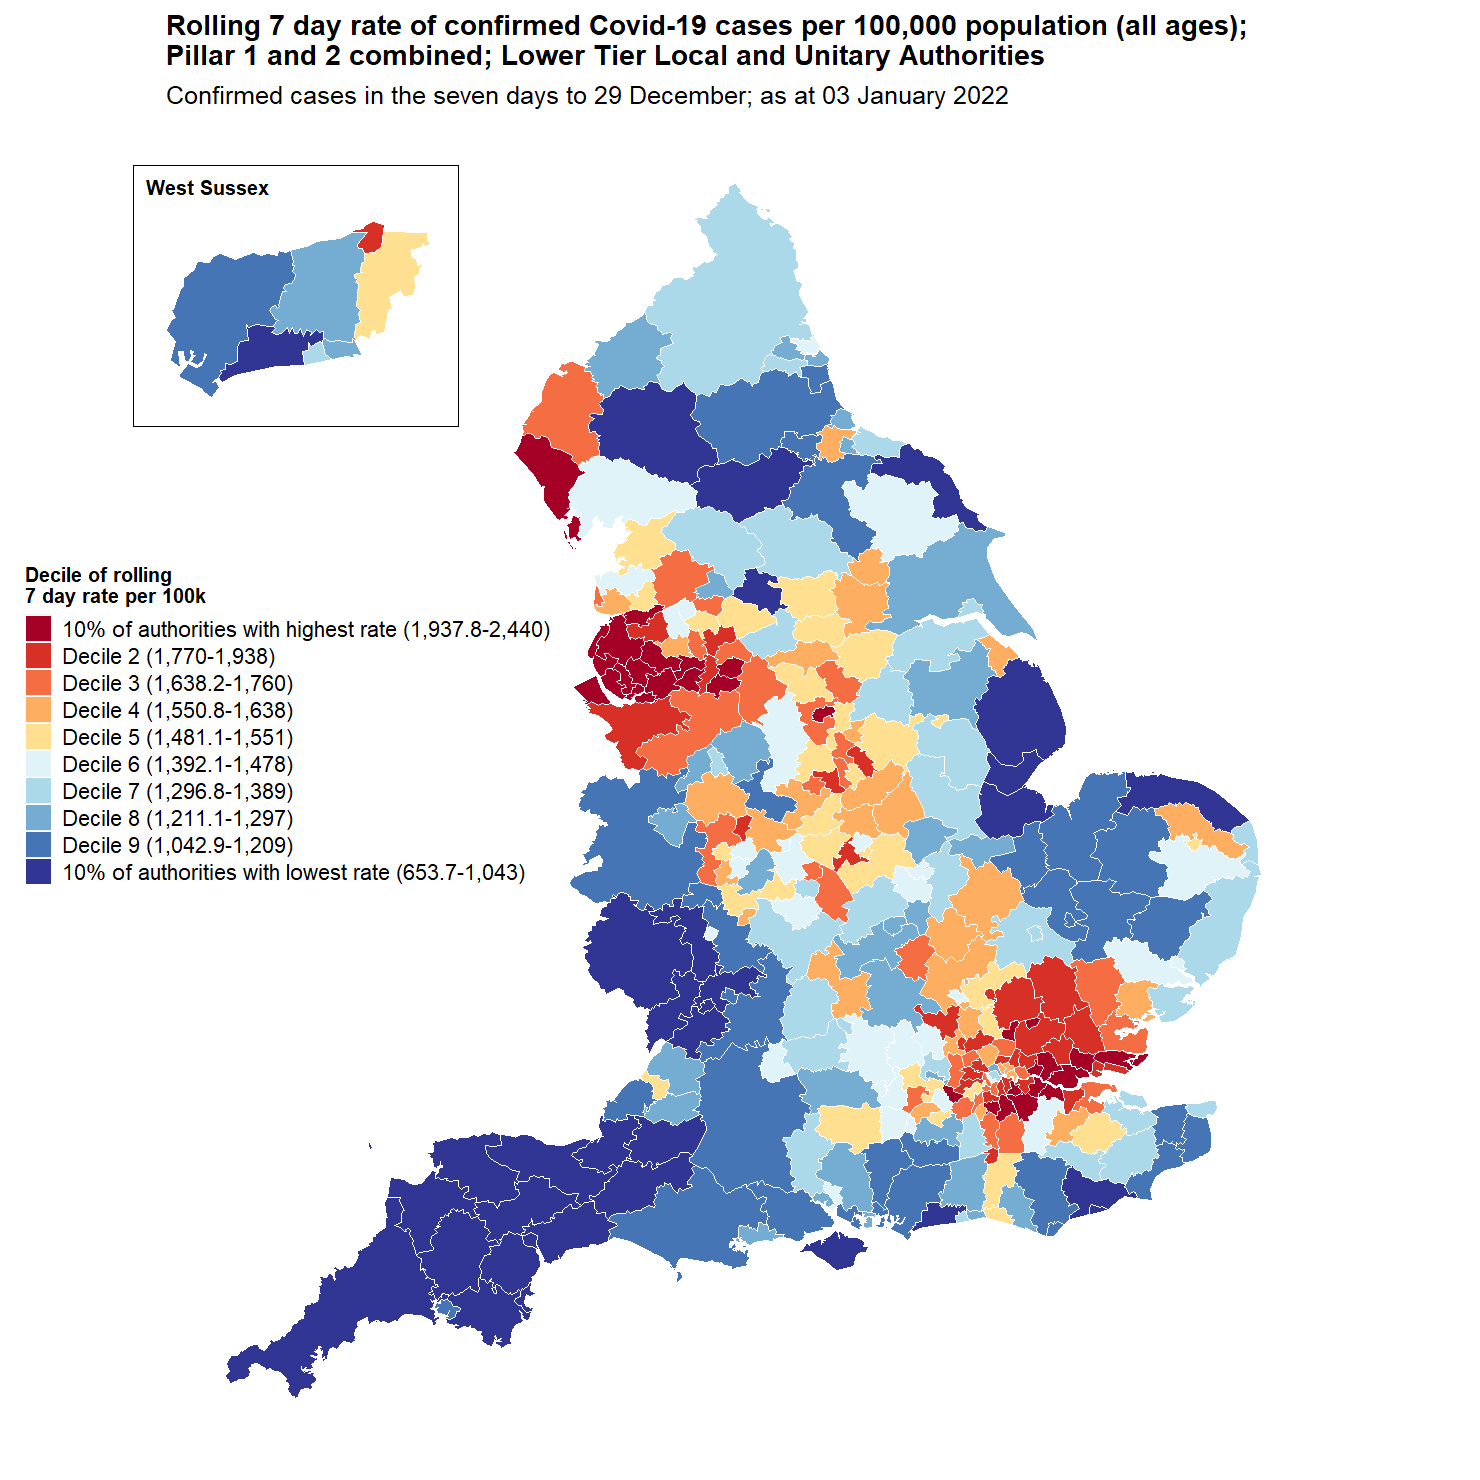 Rolling 7 day rate of confirmed Covid-19 cases per 100,000 population (all ages);
Pillar 1 and 2 combined; Lower Tier Local and Unitary Authorities
Confirmed cases in the seven days to 29 December; as at 03 January 2022
West Sussex
Decile of rolling
7 day rate per 100k
10% of authorities with highest rate (1,937.8-2,440)
Decile 2 (1,770-1,938)
Decile 3 (1,638.2-1,760)
Decile 4 (1,550.8-1,638)
Decile 5 (1,481.1-1,551)
Decile 6 (1,392.1-1,478)
Decile 7 (1,296.8-1,389)
Decile 8 (1,211.1-1,297)
Decile 9 (1,042.9-1,209)
10% of authorities with lowest rate (653.7-1,043)